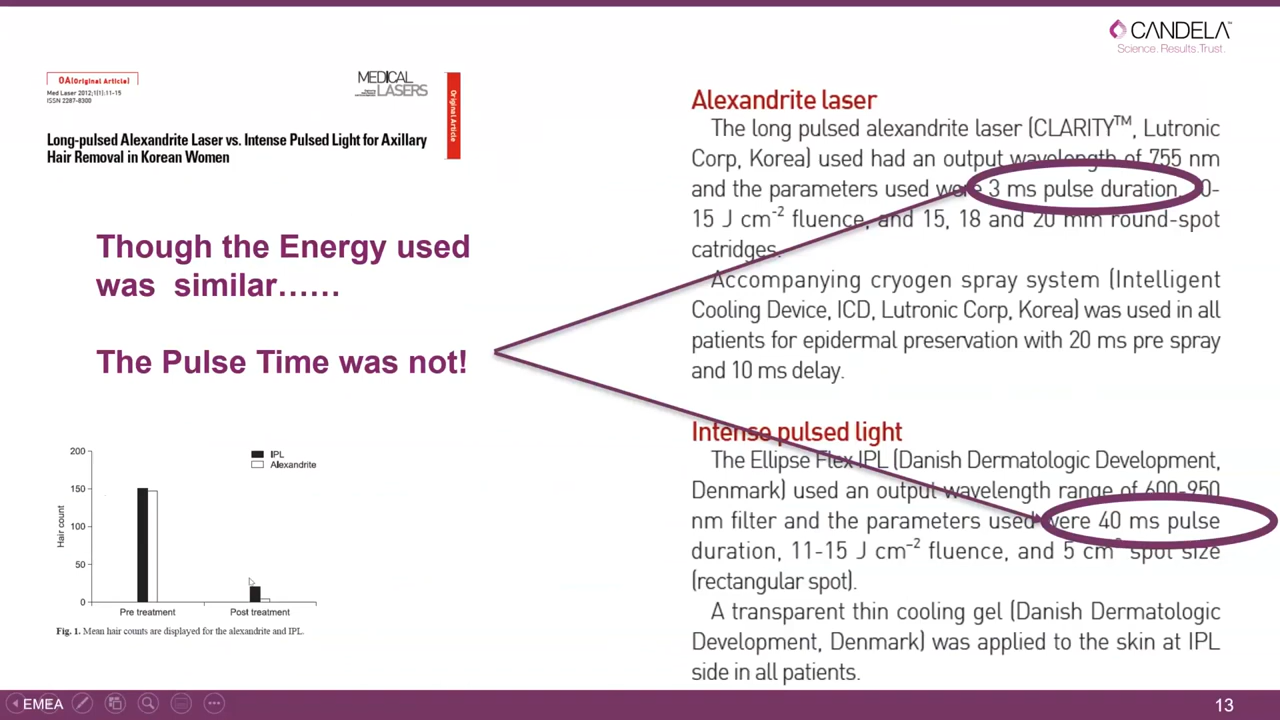 CANDELA™
Science. Results. Trust.
OA(Original Article)
Med Laser 2012;1(1):11-15
ISSN 2287-8300
MEDICAL
LASERS
Original Article
Long-pulsed Alexandrite Laser vs. Intense Pulsed Light for Axillary
Hair Removal in Korean Women
Though the Energy used
was similar……
The Pulse Time was not!
200
150
100
50
0
Hair count
IPL
Alexandrite
Pre treatment
Post treatment
Fig. 1. Mean hair counts are displayed for the alexandrite and IPL.
Alexandrite laser
The long pulsed alexandrite laser (CLARITY™, Lutronic
Corp, Korea) used had an output wavelength of 755 nm
and the parameters used were 3 ms pulse duration, 0-
15 J cm⁻² fluence, and 15, 18 and 20 mm round-spot
catridges.
Accompanying cryogen spray system (Intelligent
Cooling Device, ICD, Lutronic Corp, Korea) was used in all
patients for epidermal preservation with 20 ms pre spray
and 10 ms delay.
Intense pulsed light
The Ellipse Flex IPL (Danish Dermatologic Development,
Denmark) used an output wavelength range of 600-950
nm filter and the parameters used were 40 ms pulse
duration, 11-15 J cm⁻² fluence, and 5 cm² spot size
(rectangular spot).
A transparent thin cooling gel (Danish Dermatologic
Development, Denmark) was applied to the skin at IPL
side in all patients.
EMEA
13